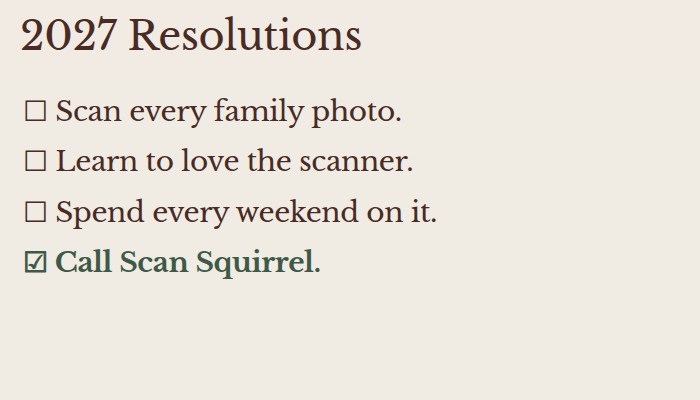 2027 Resolutions
☐ Scan every family photo.
☐ Learn to love the scanner.
☐ Spend every weekend on it.
☑ Call Scan Squirrel.